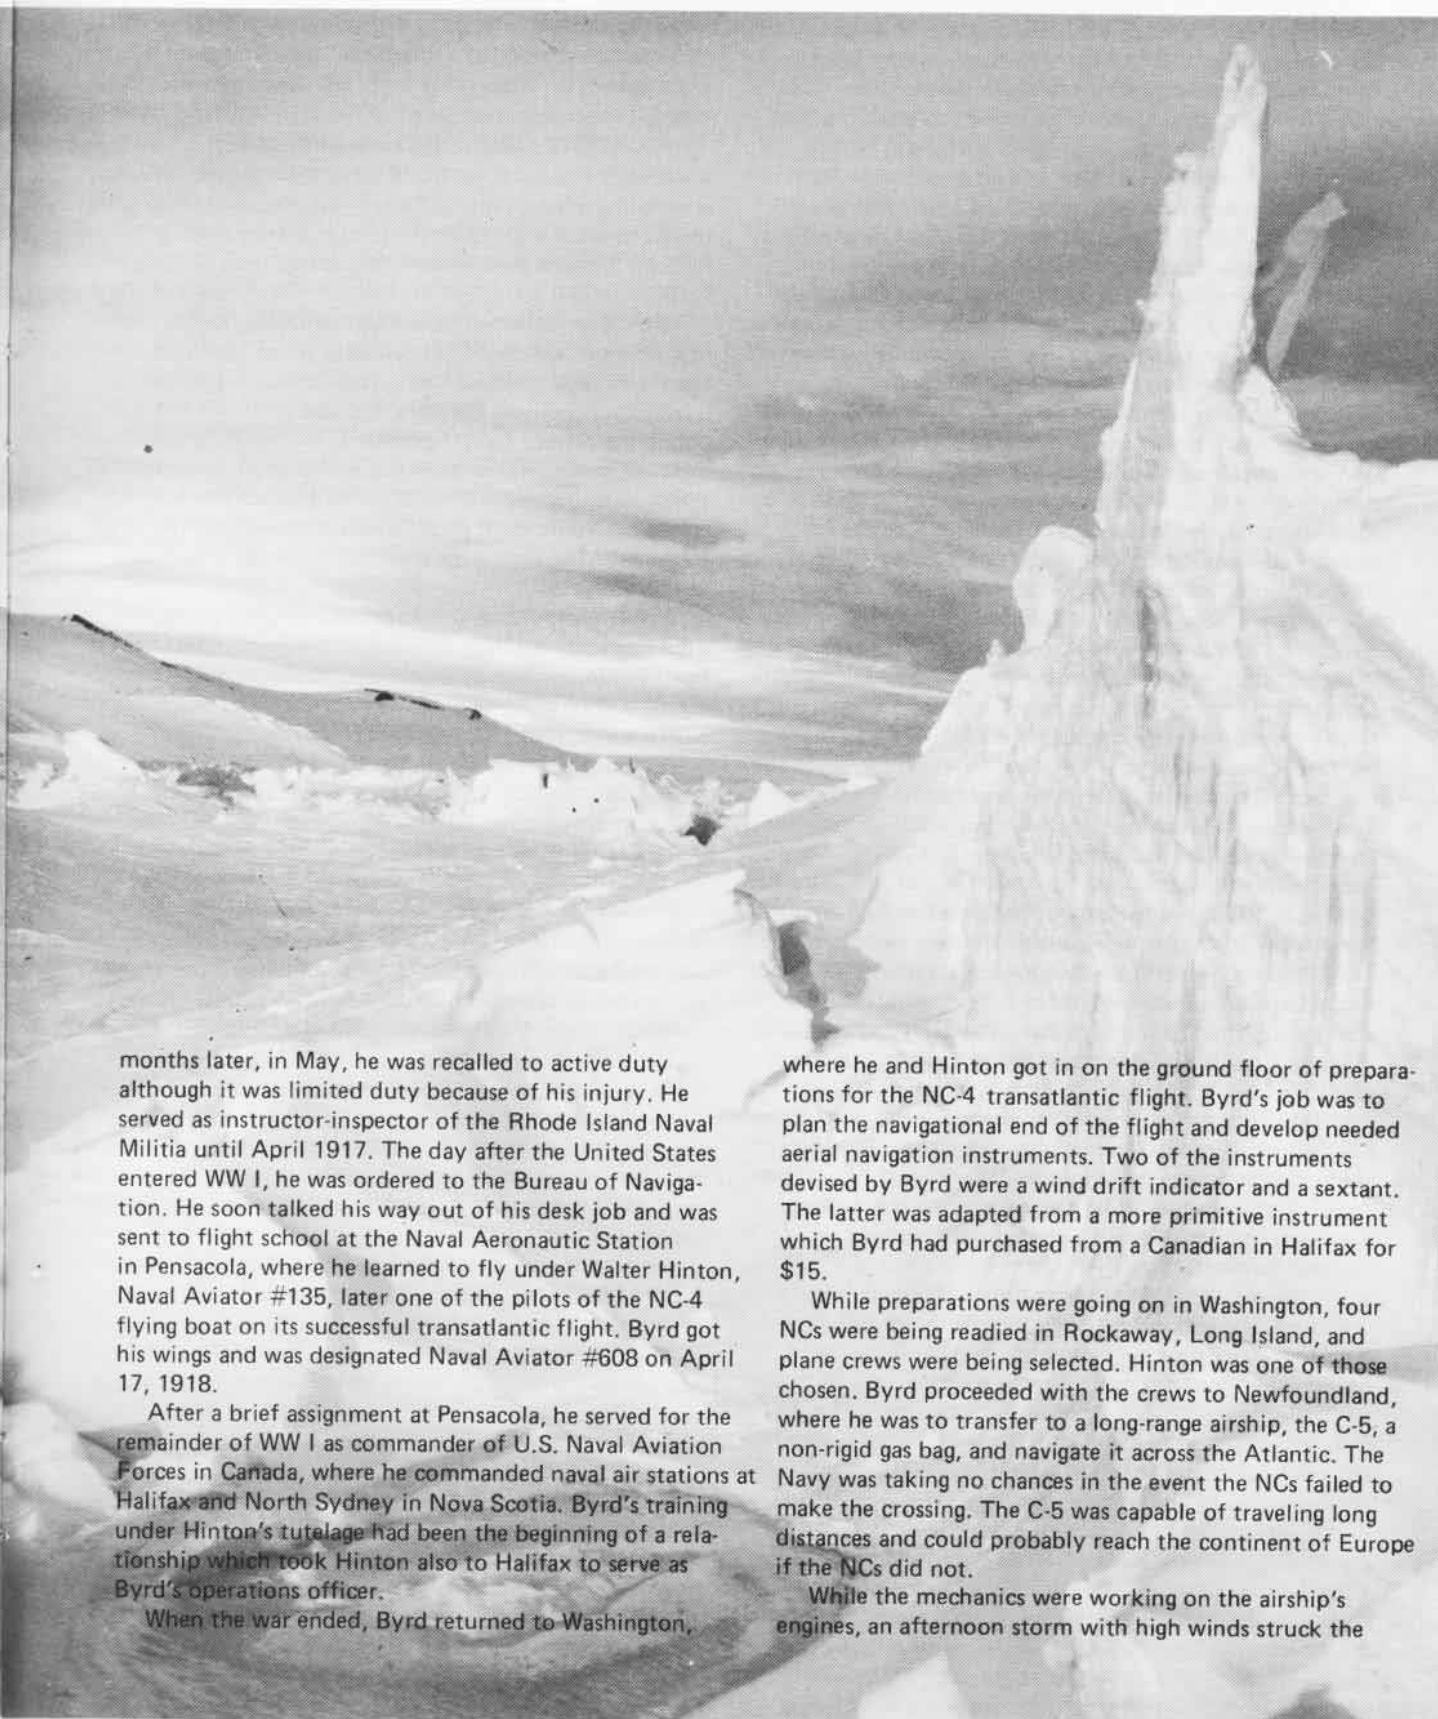 months later, in May, he was recalled to active duty
although it was limited duty because of his injury. He
served as instructor-inspector of the Rhode Island Naval
Militia until April 1917. The day after the United States
entered WW I, he was ordered to the Bureau of Naviga-
tion. He soon talked his way out of his desk job and was
sent to flight school at the Naval Aeronautic Station
in Pensacola, where he learned to fly under Walter Hinton,
Naval Aviator #135, later one of the pilots of the NC-4
flying boat on its successful transatlantic flight. Byrd got
his wings and was designated Naval Aviator #608 on April
17, 1918.
After a brief assignment at Pensacola, he served for the
remainder of WW I as commander of U.S. Naval Aviation
Forces in Canada, where he commanded naval air stations at
Halifax and North Sydney in Nova Scotia. Byrd's training
under Hinton's tutelage had been the beginning of a rela-
tionship which took Hinton also to Halifax to serve as
Byrd's operations officer.
When the war ended, Byrd returned to Washington,
where he and Hinton got in on the ground floor of prepara-
tions for the NC-4 transatlantic flight. Byrd's job was to
plan the navigational end of the flight and develop needed
aerial navigation instruments. Two of the instruments
devised by Byrd were a wind drift indicator and a sextant.
The latter was adapted from a more primitive instrument
which Byrd had purchased from a Canadian in Halifax for
$15.
While preparations were going on in Washington, four
NCs were being readied in Rockaway, Long Island, and
plane crews were being selected. Hinton was one of those
chosen. Byrd proceeded with the crews to Newfoundland,
where he was to transfer to a long-range airship, the C-5, a
non-rigid gas bag, and navigate it across the Atlantic. The
Navy was taking no chances in the event the NCs failed to
make the crossing. The C-5 was capable of traveling long
distances and could probably reach the continent of Europe
if the NCs did not.
While the mechanics were working on the airship's
engines, an afternoon storm with high winds struck the